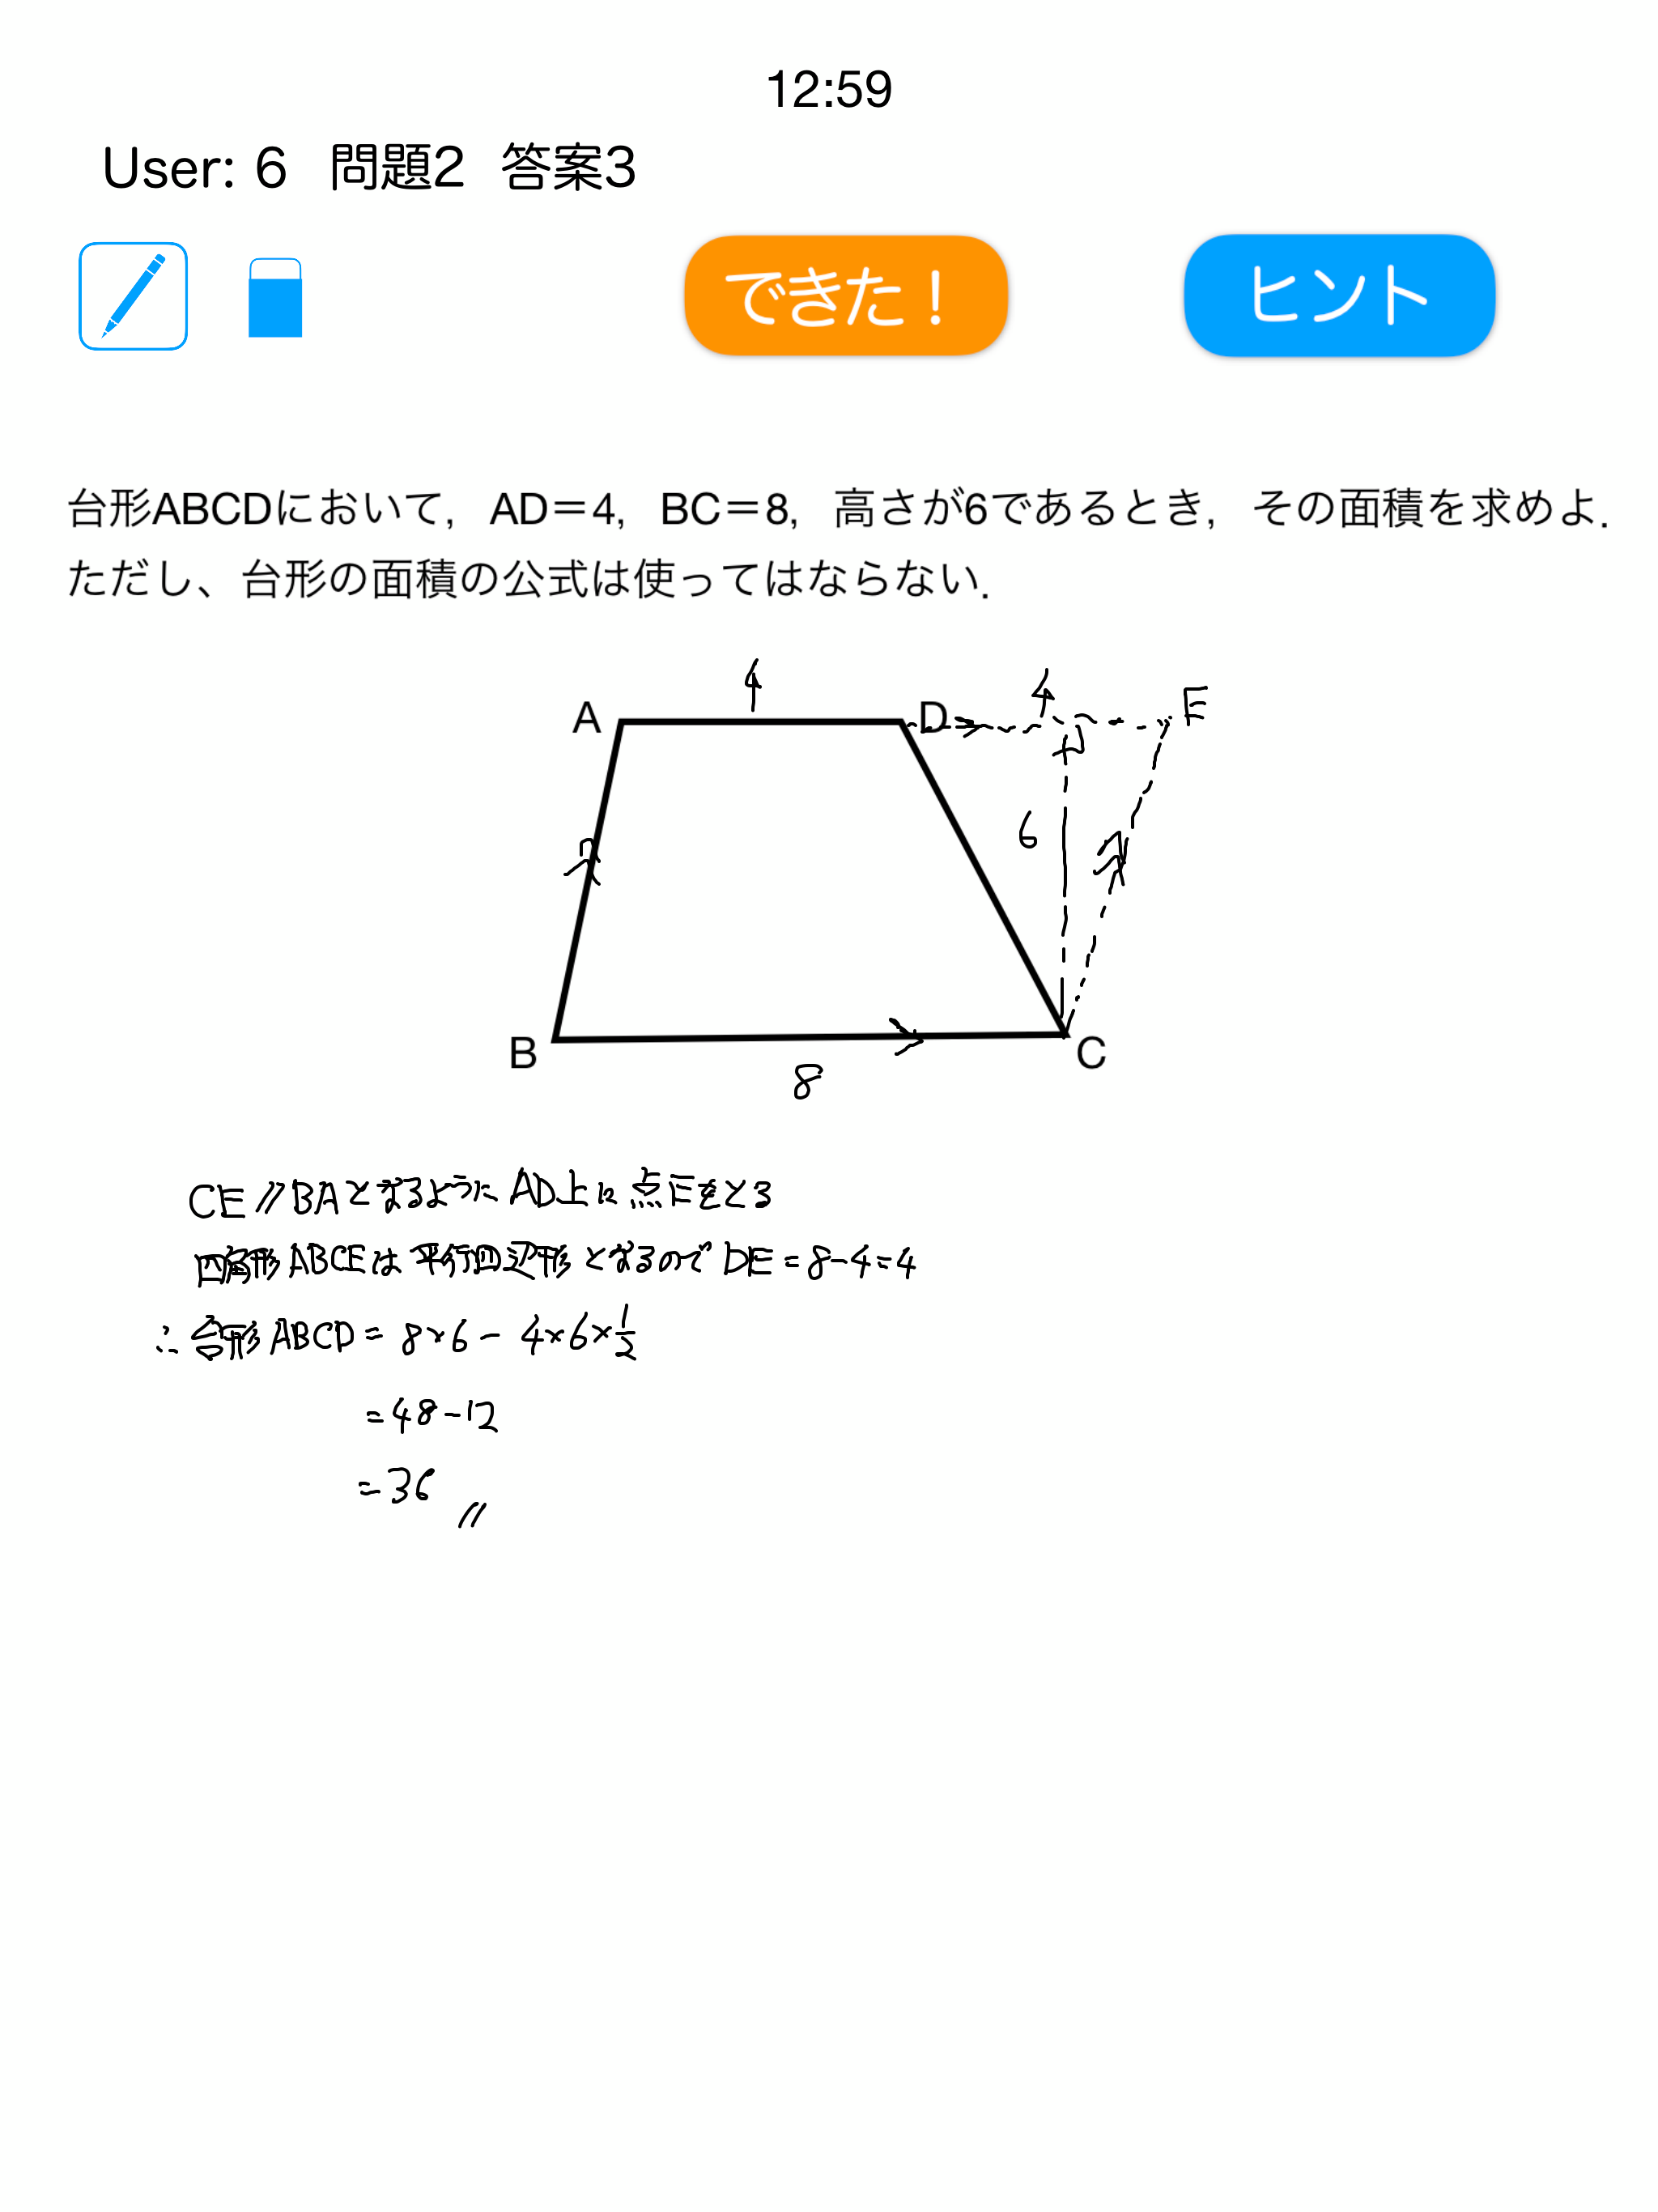 12:59
User: 6 問題2 答案3
できた！ ヒント
台形ABCDにおいて，AD＝4，BC＝8，高さが6であるとき，その面積を求めよ．
ただし、台形の面積の公式は使ってはならない．
4 4
A D E
6
B C
8
CE//BAとなるようにAD上に点Eをとる
四角形ABCEは平行四辺形となるのでDE=8-4=4
∴台形ABCD=8×6-4×6×1/2
=48-12
=36 //